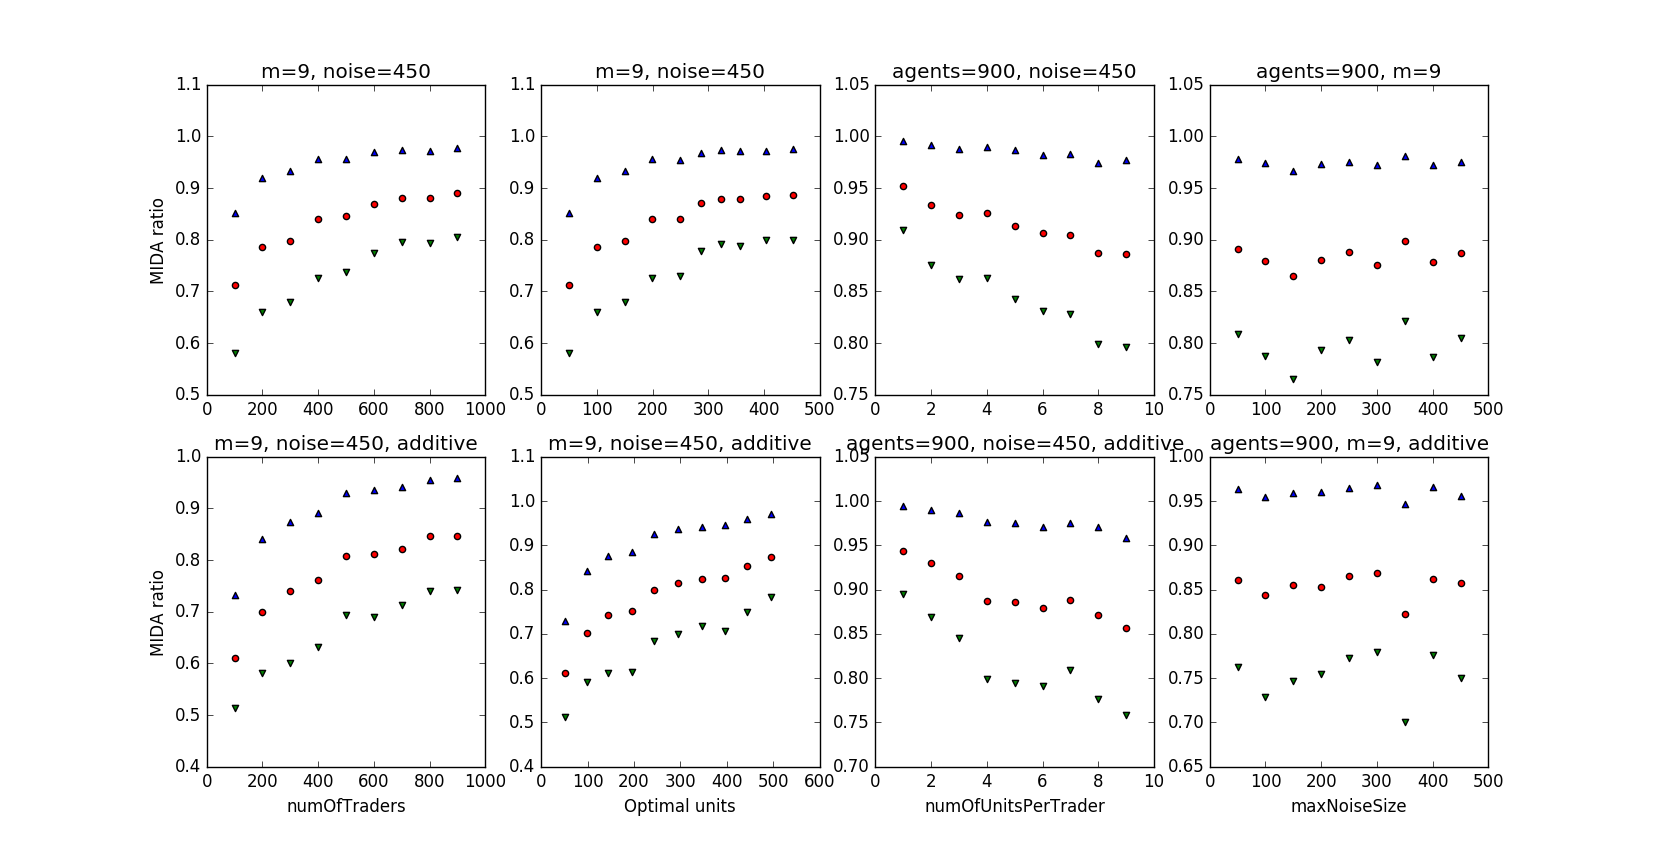 m=9, noise=450
m=9, noise=450
agents=900, noise=450
agents=900, m=9
MIDA ratio
1.1
1.0
0.9
0.8
0.7
0.6
0.5
0 200 400 600 800 1000
1.1
1.0
0.9
0.8
0.7
0.6
0.5
0 100 200 300 400 500
1.05
1.00
0.95
0.90
0.85
0.80
0.75
0 2 4 6 8 10
1.05
1.00
0.95
0.90
0.85
0.80
0.75
0 100 200 300 400 500
m=9, noise=450, additive
m=9, noise=450, additive
agents=900, noise=450, additive
agents=900, m=9, additive
MIDA ratio
1.0
0.9
0.8
0.7
0.6
0.5
0.4
0 200 400 600 800 1000
numOfTraders
1.1
1.0
0.9
0.8
0.7
0.6
0.5
0.4
0 100 200 300 400 500 600
Optimal units
1.05
1.00
0.95
0.90
0.85
0.80
0.75
0.70
0 2 4 6 8 10
numOfUnitsPerTrader
1.00
0.95
0.90
0.85
0.80
0.75
0.70
0.65
0 100 200 300 400 500
maxNoiseSize